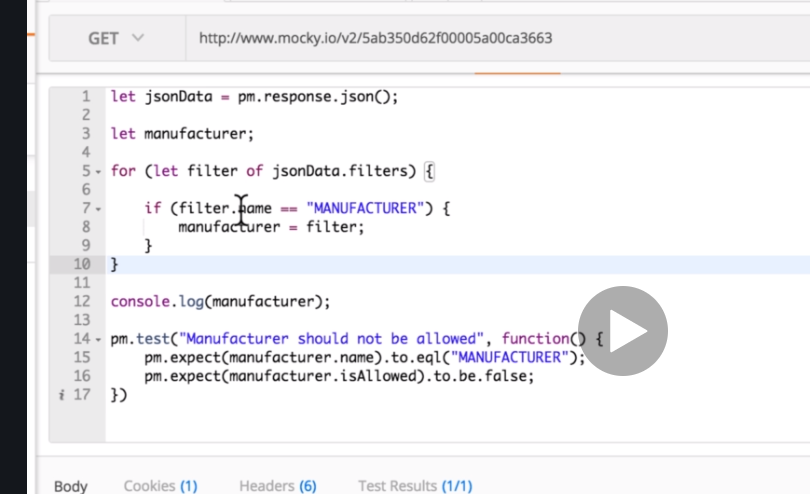 GET http://www.mocky.io/v2/5ab350d62f00005a00ca3663
1 let jsonData = pm.response.json();
2
3 let manufacturer;
4
5 for (let filter of jsonData.filters) {
6
7 if (filter.name == "MANUFACTURER") {
8 manufacturer = filter;
9 }
10 }
11
12 console.log(manufacturer);
13
14 pm.test("Manufacturer should not be allowed", function() {
15 pm.expect(manufacturer.name).to.eql("MANUFACTURER");
16 pm.expect(manufacturer.isAllowed).to.be.false;
i 17 })
Body Cookies (1) Headers (6) Test Results (1/1)